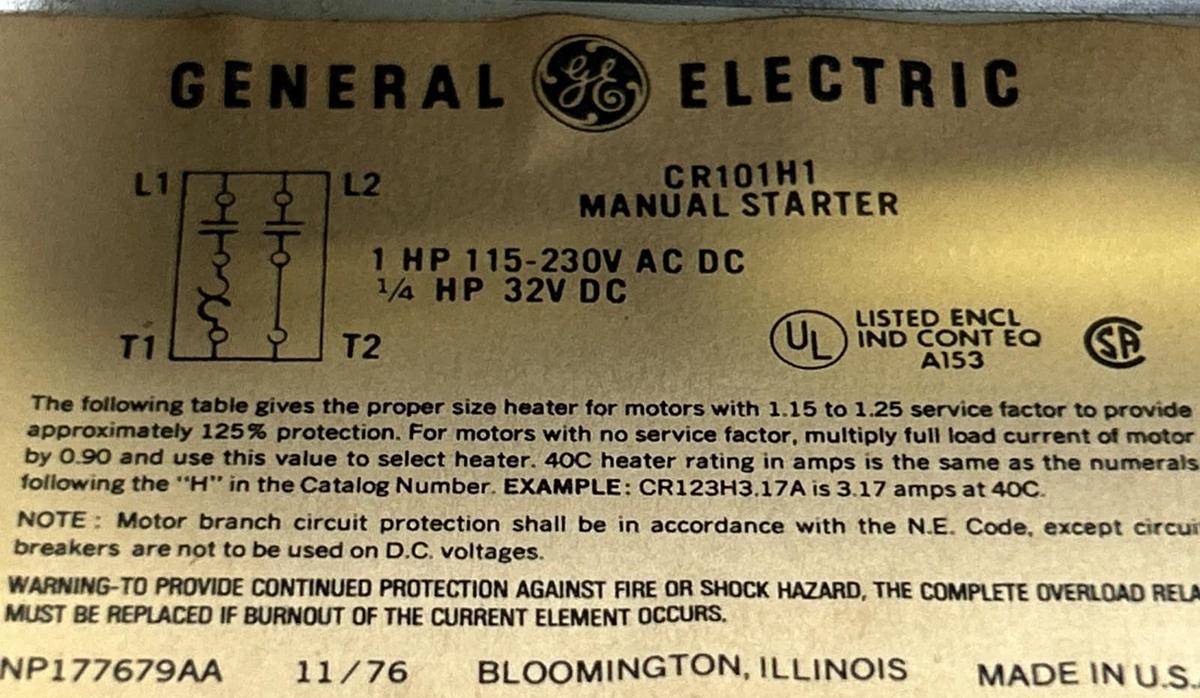 GENERAL GE ELECTRIC
CR101H1
MANUAL STARTER
L1 L2
1 HP 115-230V AC DC
¼ HP 32V DC
T1 T2
UL LISTED ENCL
IND CONT EQ
A153
SA
The following table gives the proper size heater for motors with 1.15 to 1.25 service factor to provide
approximately 125% protection. For motors with no service factor, multiply full load current of motor
by 0.90 and use this value to select heater. 40C heater rating in amps is the same as the numerals
following the "H" in the Catalog Number. EXAMPLE: CR123H3.17A is 3.17 amps at 40C.
NOTE: Motor branch circuit protection shall be in accordance with the N.E. Code, except circui
breakers are not to be used on D.C. voltages.
WARNING-TO PROVIDE CONTINUED PROTECTION AGAINST FIRE OR SHOCK HAZARD, THE COMPLETE OVERLOAD RELA
MUST BE REPLACED IF BURNOUT OF THE CURRENT ELEMENT OCCURS.
NP177679AA 11/76 BLOOMINGTON, ILLINOIS MADE IN U.S.